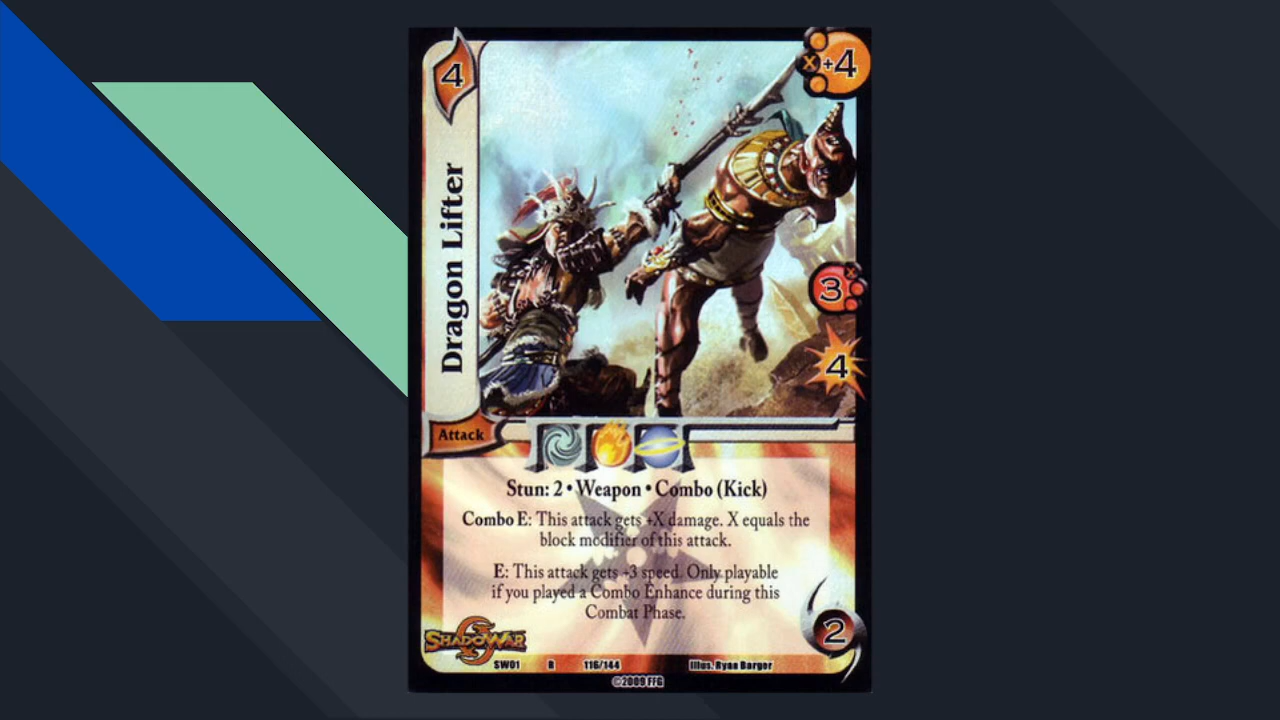 4
X +4
Dragon Lifter
3
4
Attack
Stun: 2 • Weapon • Combo (Kick)
Combo E: This attack gets +X damage. X equals the
block modifier of this attack.
E: This attack gets +3 speed. Only playable
if you played a Combo Enhance during this
Combat Phase.
2
SHADOWAR
SW01 R 116/144 Illus. Ryan Barger
©2009 FFG